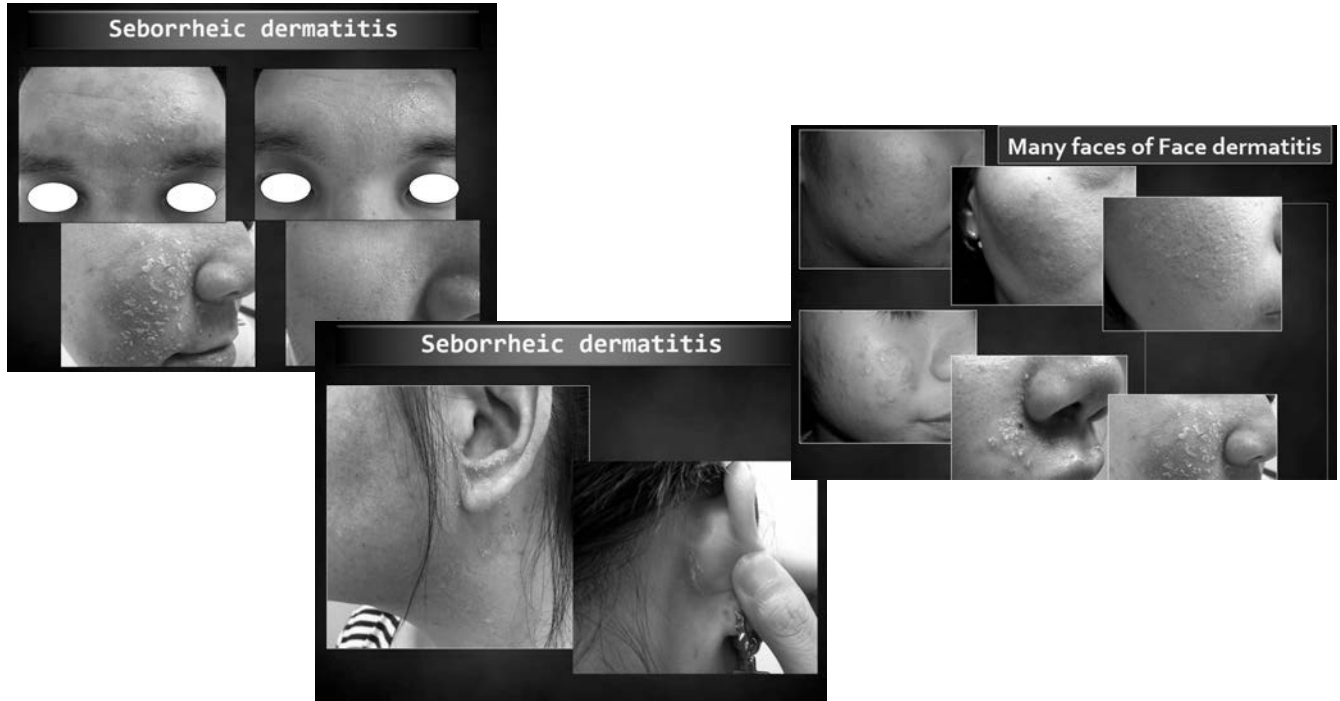 Seborrheic dermatitis
Many faces of Face dermatitis
Seborrheic dermatitis